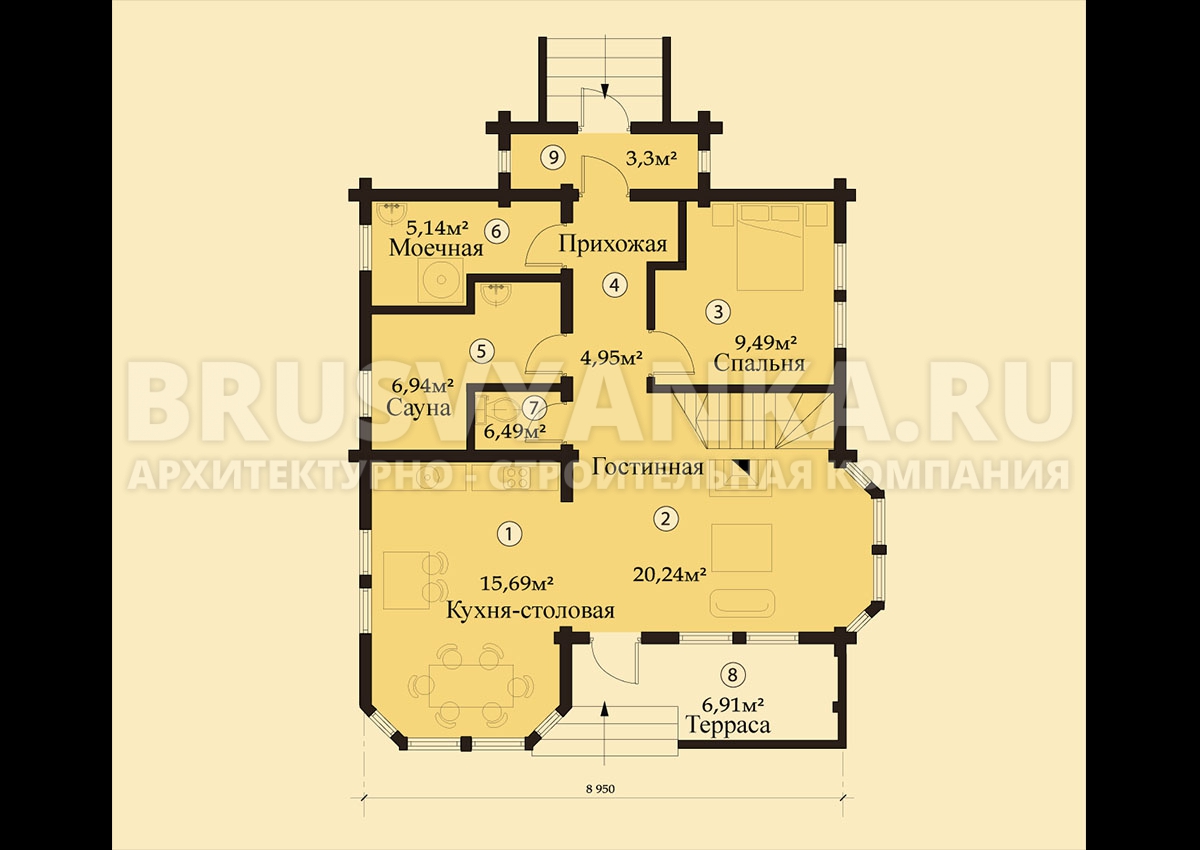 9
3,3м²
5,14м²
6
Моечная
Прихожая
4
3
5
4,95м²
9,49м²
Спальня
6,94м²
Сауна
7
6,49м²
BRUSVYANKA.RU
АРХИТЕКТУРНО - СТРОИТЕЛЬНАЯ КОМПАНИЯ
Гостинная
2
1
20,24м²
15,69м²
Кухня-столовая
8
6,91м²
Терраса
8 950